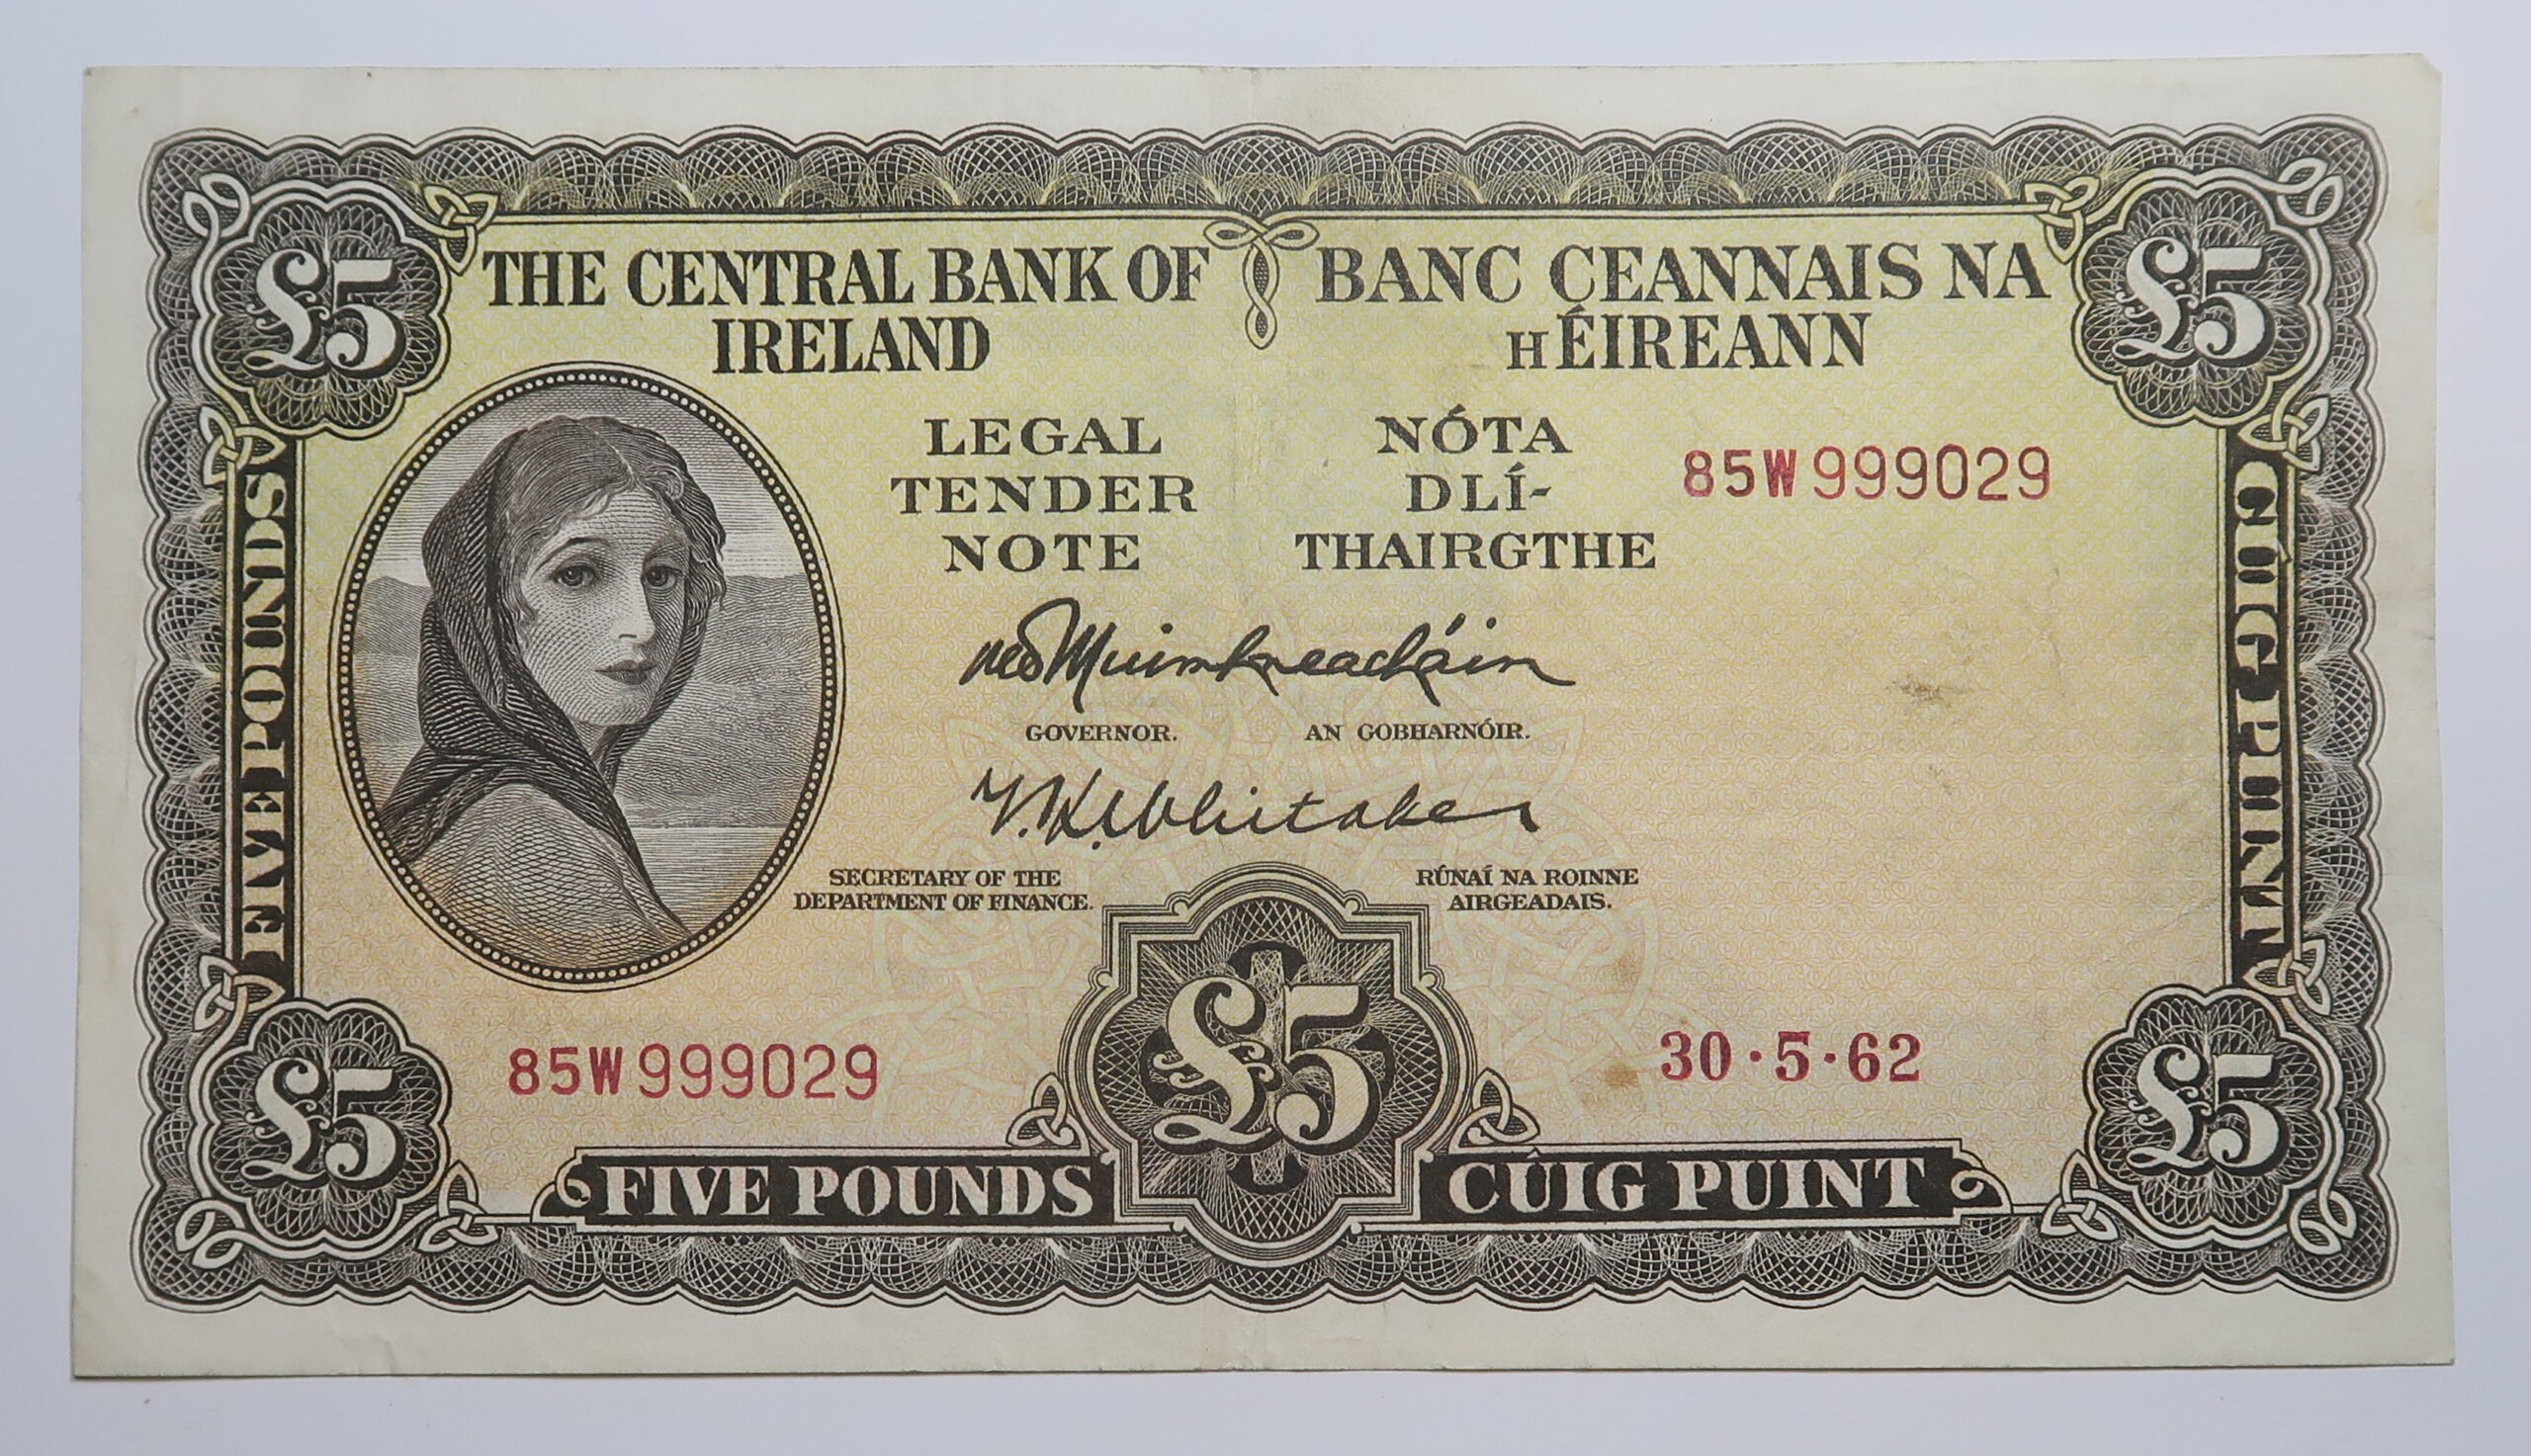 £5
£5
THE CENTRAL BANK OF
IRELAND
BANC CEANNAIS NA
HÉIREANN
LEGAL
TENDER
NOTE
NÓTA
DLÍ-
THAIRGTHE
85W 999029
FIVE POUNDS
CÚIG PUINT
GOVERNOR.
AN GOBHARNÓIR.
T.K. Whitaker
SECRETARY OF THE
DEPARTMENT OF FINANCE.
RÚNAÍ NA ROINNE
AIRGEADAIS.
85W 999029
30·5·62
£5
£5
£5
FIVE POUNDS
CÚIG PUINT